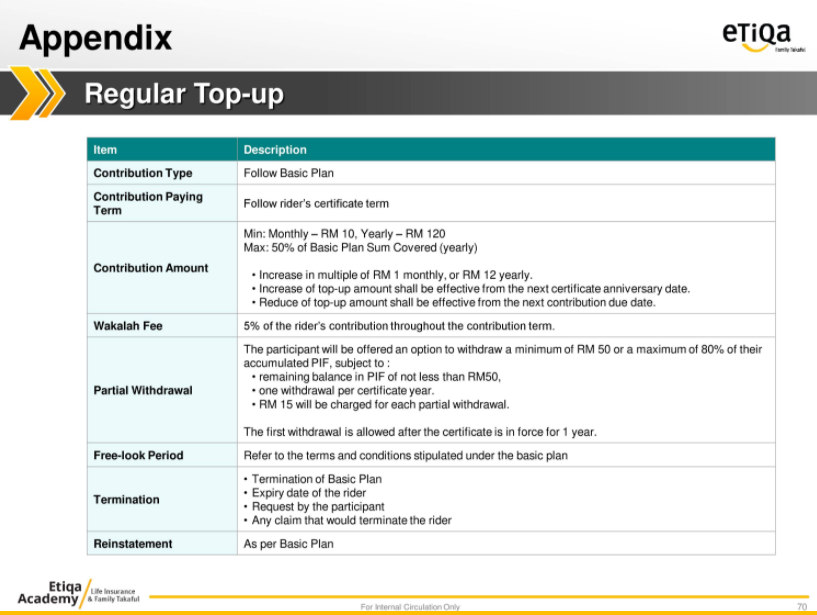 Appendix
eTiQa
Family Takaful
Regular Top-up
Item Description
Contribution Type Follow Basic Plan
Contribution Paying
Term
Follow rider's certificate term
Contribution Amount
Min: Monthly – RM 10, Yearly – RM 120
Max: 50% of Basic Plan Sum Covered (yearly)
• Increase in multiple of RM 1 monthly, or RM 12 yearly.
• Increase of top-up amount shall be effective from the next certificate anniversary date.
• Reduce of top-up amount shall be effective from the next contribution due date.
Wakalah Fee 5% of the rider's contribution throughout the contribution term.
Partial Withdrawal
The participant will be offered an option to withdraw a minimum of RM 50 or a maximum of 80% of their
accumulated PIF, subject to :
• remaining balance in PIF of not less than RM50,
• one withdrawal per certificate year.
• RM 15 will be charged for each partial withdrawal.
The first withdrawal is allowed after the certificate is in force for 1 year.
Free-look Period Refer to the terms and conditions stipulated under the basic plan
Termination
• Termination of Basic Plan
• Expiry date of the rider
• Request by the participant
• Any claim that would terminate the rider
Reinstatement As per Basic Plan
Etiqa
Academy
Life Insurance
& Family Takaful
For Internal Circulation Only
70